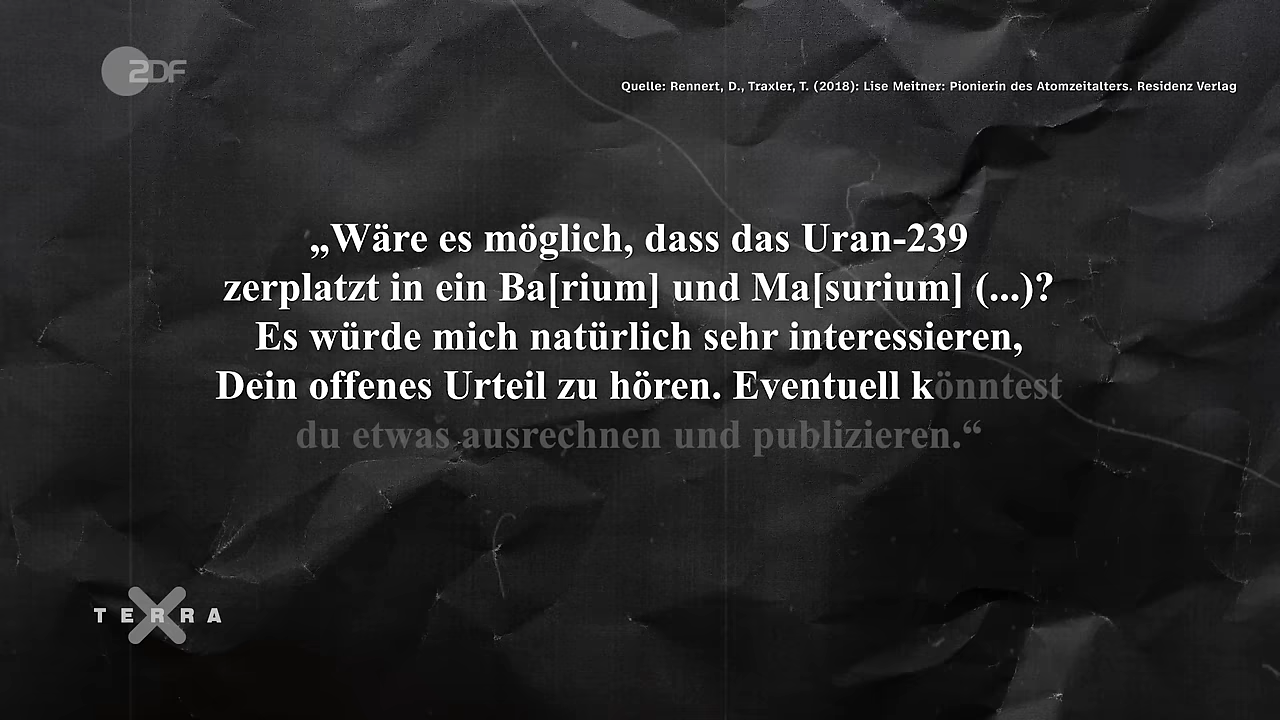 ZDF
Quelle: Rennert, D., Traxler, T. (2018): Lise Meitner: Pionierin des Atomzeitalters. Residenz Verlag
„Wäre es möglich, dass das Uran-239
zerplatzt in ein Ba[rium] und Ma[surium] (...)?
Es würde mich natürlich sehr interessieren,
Dein offenes Urteil zu hören. Eventuell könntest
du etwas ausrechnen und publizieren.“
TERRA X